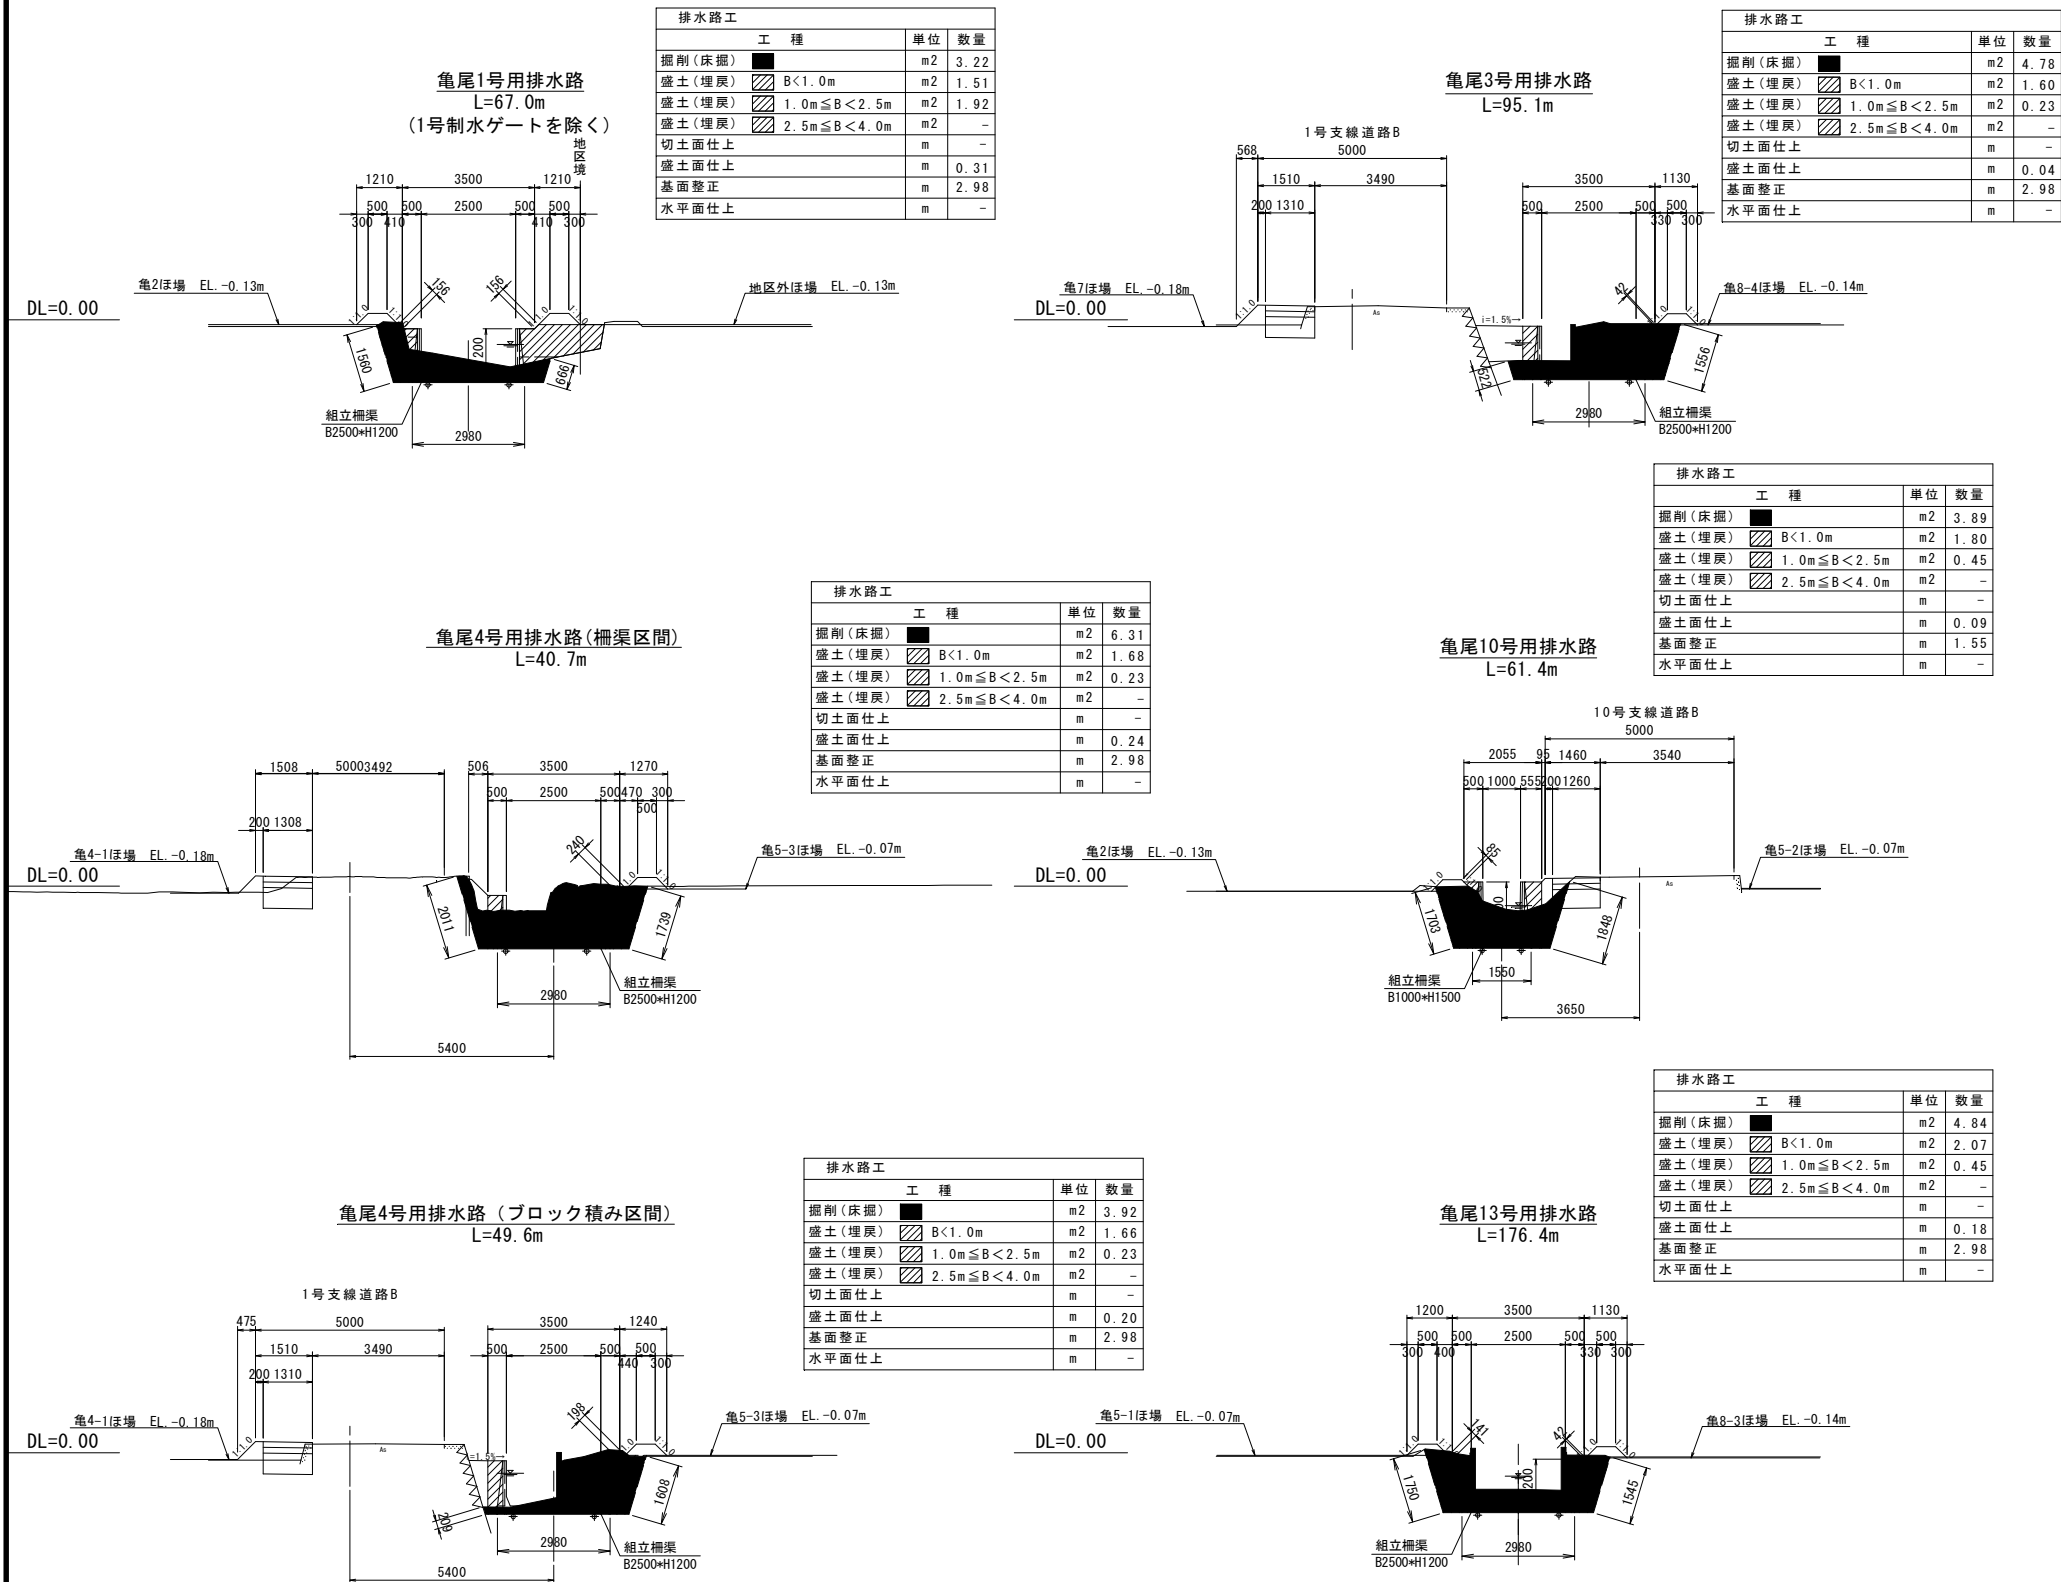 亀尾1号用排水路
L=67.0m
(1号制水ゲートを除く)
地区境
1210 3500 1210
500 500 2500 500 500
300 410 410 300
156 156
1:1.0 1:1.0
亀2ほ場 EL.-0.13m
地区外ほ場 EL.-0.13m
DL=0.00
1560 200 666
組立柵渠
B2500*H1200
2980
排水路工
工 種 単位 数量
掘削(床掘) m2 3.22
盛土(埋戻) B<1.0m m2 1.51
盛土(埋戻) 1.0m≦B<2.5m m2 1.92
盛土(埋戻) 2.5m≦B<4.0m m2 -
切土面仕上 m -
盛土面仕上 m 0.31
基面整正 m 2.98
水平面仕上 m -
亀尾3号用排水路
L=95.1m
1号支線道路B
568 5000
1510 3490 3500 1130
200 1310 500 2500 500 500
330 300
42
亀7ほ場 EL.-0.18m
亀8-4ほ場 EL.-0.14m
DL=0.00
1:1.0 As i=1.5%→
522 1556
2980
組立柵渠
B2500*H1200
排水路工
工 種 単位 数量
掘削(床掘) m2 4.78
盛土(埋戻) B<1.0m m2 1.60
盛土(埋戻) 1.0m≦B<2.5m m2 0.23
盛土(埋戻) 2.5m≦B<4.0m m2 -
切土面仕上 m -
盛土面仕上 m 0.04
基面整正 m 2.98
水平面仕上 m -
亀尾4号用排水路(柵渠区間)
L=40.7m
1508 5000 3492 506 3500 1270
500 2500 500 470 300
500
200 1308
240
亀4-1ほ場 EL.-0.18m
亀5-3ほ場 EL.-0.07m
DL=0.00
2011 1739
組立柵渠
B2500*H1200
2980
5400
排水路工
工 種 単位 数量
掘削(床掘) m2 6.31
盛土(埋戻) B<1.0m m2 1.68
盛土(埋戻) 1.0m≦B<2.5m m2 0.23
盛土(埋戻) 2.5m≦B<4.0m m2 -
切土面仕上 m -
盛土面仕上 m 0.24
基面整正 m 2.98
水平面仕上 m -
亀尾10号用排水路
L=61.4m
10号支線道路B
5000
2055 95 1460 3540
500 1000 555 200 1260
85
亀2ほ場 EL.-0.13m
亀5-2ほ場 EL.-0.07m
DL=0.00
As
1703 1848
組立柵渠
B1000*H1500
1550
3650
排水路工
工 種 単位 数量
掘削(床掘) m2 3.89
盛土(埋戻) B<1.0m m2 1.80
盛土(埋戻) 1.0m≦B<2.5m m2 0.45
盛土(埋戻) 2.5m≦B<4.0m m2 -
切土面仕上 m -
盛土面仕上 m 0.09
基面整正 m 1.55
水平面仕上 m -
亀尾4号用排水路(ブロック積み区間)
L=49.6m
1号支線道路B
475 5000 3500 1240
1510 3490 500 2500 500 500
440 300
200 1310
198
亀4-1ほ場 EL.-0.18m
亀5-3ほ場 EL.-0.07m
DL=0.00
1:1.0 As
209 1608
2980
組立柵渠
B2500*H1200
5400
排水路工
工 種 単位 数量
掘削(床掘) m2 3.92
盛土(埋戻) B<1.0m m2 1.66
盛土(埋戻) 1.0m≦B<2.5m m2 0.23
盛土(埋戻) 2.5m≦B<4.0m m2 -
切土面仕上 m -
盛土面仕上 m 0.20
基面整正 m 2.98
水平面仕上 m -
亀尾13号用排水路
L=176.4m
1200 3500 1130
500 500 2500 500 500
300 400 330 300
141 42
亀5-1ほ場 EL.-0.07m
亀8-3ほ場 EL.-0.14m
DL=0.00
1750 200 1545
組立柵渠
B2500*H1200
2980
排水路工
工 種 単位 数量
掘削(床掘) m2 4.84
盛土(埋戻) B<1.0m m2 2.07
盛土(埋戻) 1.0m≦B<2.5m m2 0.45
盛土(埋戻) 2.5m≦B<4.0m m2 -
切土面仕上 m -
盛土面仕上 m 0.18
基面整正 m 2.98
水平面仕上 m -